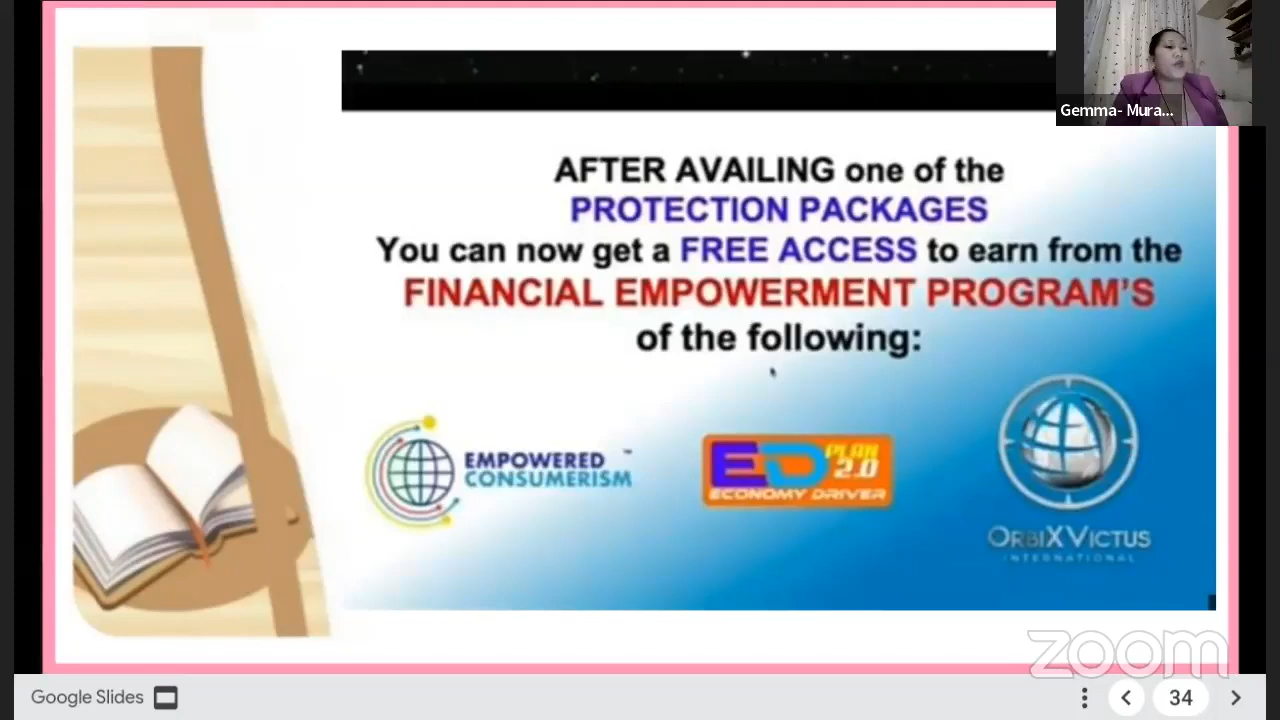 Gemma- Mura...
AFTER AVAILING one of the
PROTECTION PACKAGES
You can now get a FREE ACCESS to earn from the
FINANCIAL EMPOWERMENT PROGRAM'S
of the following:
EMPOWERED ™
CONSUMERISM
ED PLAN 2.0
ECONOMY DRIVER
ORBIXVICTUS
INTERNATIONAL
zoom
Google Slides
34